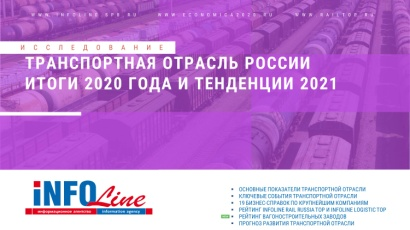 WWW.INFOLINE.SPB.RU WWW.ECONOMICALERT.RU WWW.RAILTOP.RU
ИССЛЕДОВАНИЕ
ТРАНСПОРТНАЯ ОТРАСЛЬ РОССИИ
ИТОГИ 2020 ГОДА И ТЕНДЕНЦИИ 2021
iNFOLine
информационное агентство information agency
ОСНОВНЫЕ ПОКАЗАТЕЛИ ТРАНСПОРТНОЙ ОТРАСЛИ
КЛЮЧЕВЫЕ СОБЫТИЯ ТРАНСПОРТНОЙ ОТРАСЛИ
19 БИЗНЕС СПРАВОК ПО КРУПНЕЙШИМ КОМПАНИЯМ
РЕЙТИНГ INFOLINE RAIL RUSSIA TOP И INFOLINE LOGISTIC TOP
РЕЙТИНГ ВАГОНОСТРОИТЕЛЬНЫХ ЗАВОДОВ
ПРОГНОЗ РАЗВИТИЯ ТРАНСПОРТНОЙ ОТРАСЛИ